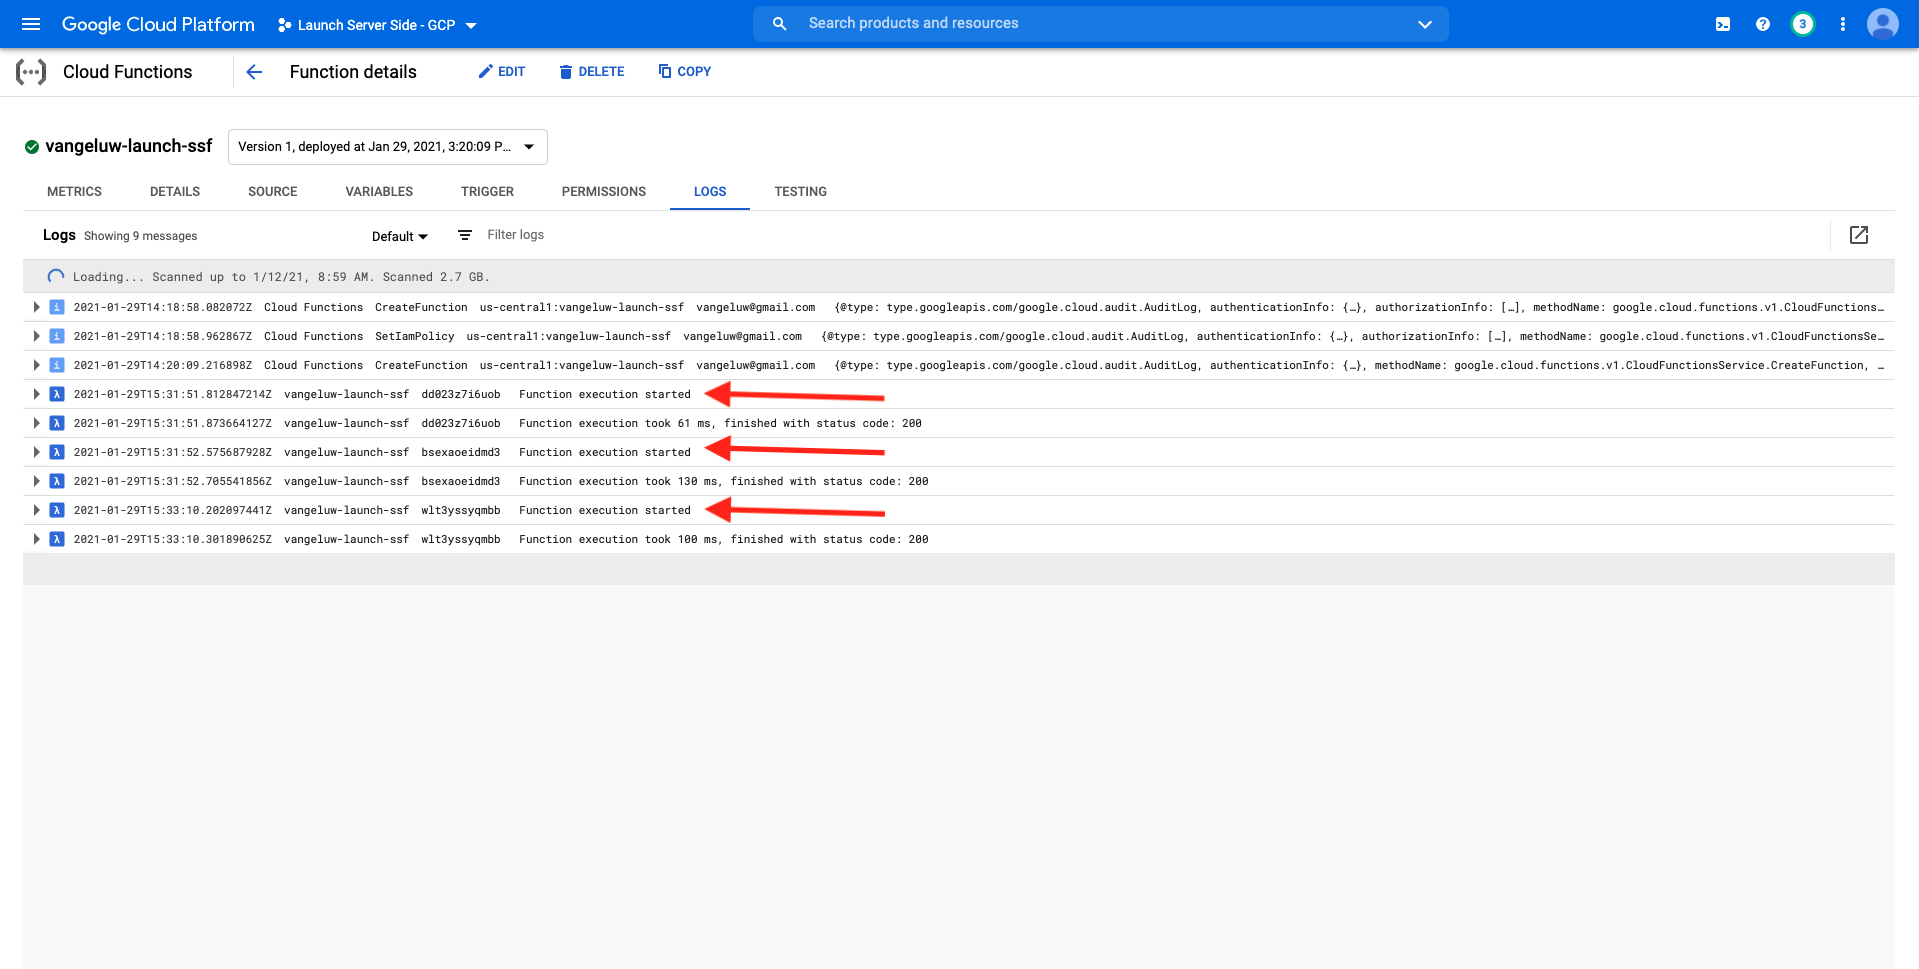 Google Cloud Platform Launch Server Side - GCP Search products and resources 3
Cloud Functions Function details EDIT DELETE COPY
vangeluw-launch-ssf Version 1, deployed at Jan 29, 2021, 3:20:09 P...
METRICS DETAILS SOURCE VARIABLES TRIGGER PERMISSIONS LOGS TESTING
Logs Showing 9 messages Default Filter logs
Loading... Scanned up to 1/12/21, 8:59 AM. Scanned 2.7 GB.
i 2021-01-29T14:18:58.082072Z Cloud Functions CreateFunction us-central1:vangeluw-launch-ssf vangeluw@gmail.com {@type: type.googleapis.com/google.cloud.audit.AuditLog, authenticationInfo: {…}, authorizationInfo: […], methodName: google.cloud.functions.v1.CloudFunctions…
i 2021-01-29T14:18:58.962867Z Cloud Functions SetIamPolicy us-central1:vangeluw-launch-ssf vangeluw@gmail.com {@type: type.googleapis.com/google.cloud.audit.AuditLog, authenticationInfo: {…}, authorizationInfo: […], methodName: google.cloud.functions.v1.CloudFunctionsSe…
i 2021-01-29T14:20:09.216898Z Cloud Functions CreateFunction us-central1:vangeluw-launch-ssf vangeluw@gmail.com {@type: type.googleapis.com/google.cloud.audit.AuditLog, authenticationInfo: {…}, methodName: google.cloud.functions.v1.CloudFunctionsService.CreateFunction, …
λ 2021-01-29T15:31:51.812847214Z vangeluw-launch-ssf dd023z7i6uob Function execution started
λ 2021-01-29T15:31:51.873664127Z vangeluw-launch-ssf dd023z7i6uob Function execution took 61 ms, finished with status code: 200
λ 2021-01-29T15:31:52.575687928Z vangeluw-launch-ssf bsexaoeidmd3 Function execution started
λ 2021-01-29T15:31:52.705541856Z vangeluw-launch-ssf bsexaoeidmd3 Function execution took 130 ms, finished with status code: 200
λ 2021-01-29T15:33:10.202097441Z vangeluw-launch-ssf wlt3yssyqmbb Function execution started
λ 2021-01-29T15:33:10.301890625Z vangeluw-launch-ssf wlt3yssyqmbb Function execution took 100 ms, finished with status code: 200